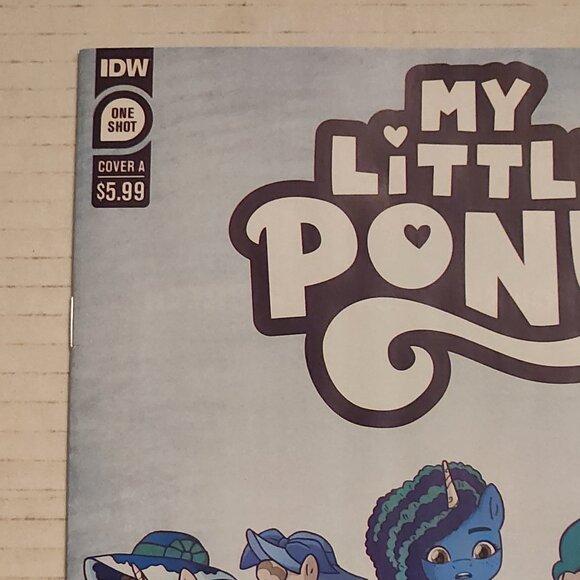 IDW
ONE
SHOT
COVER A
$5.99
MY
LiTTL
PON